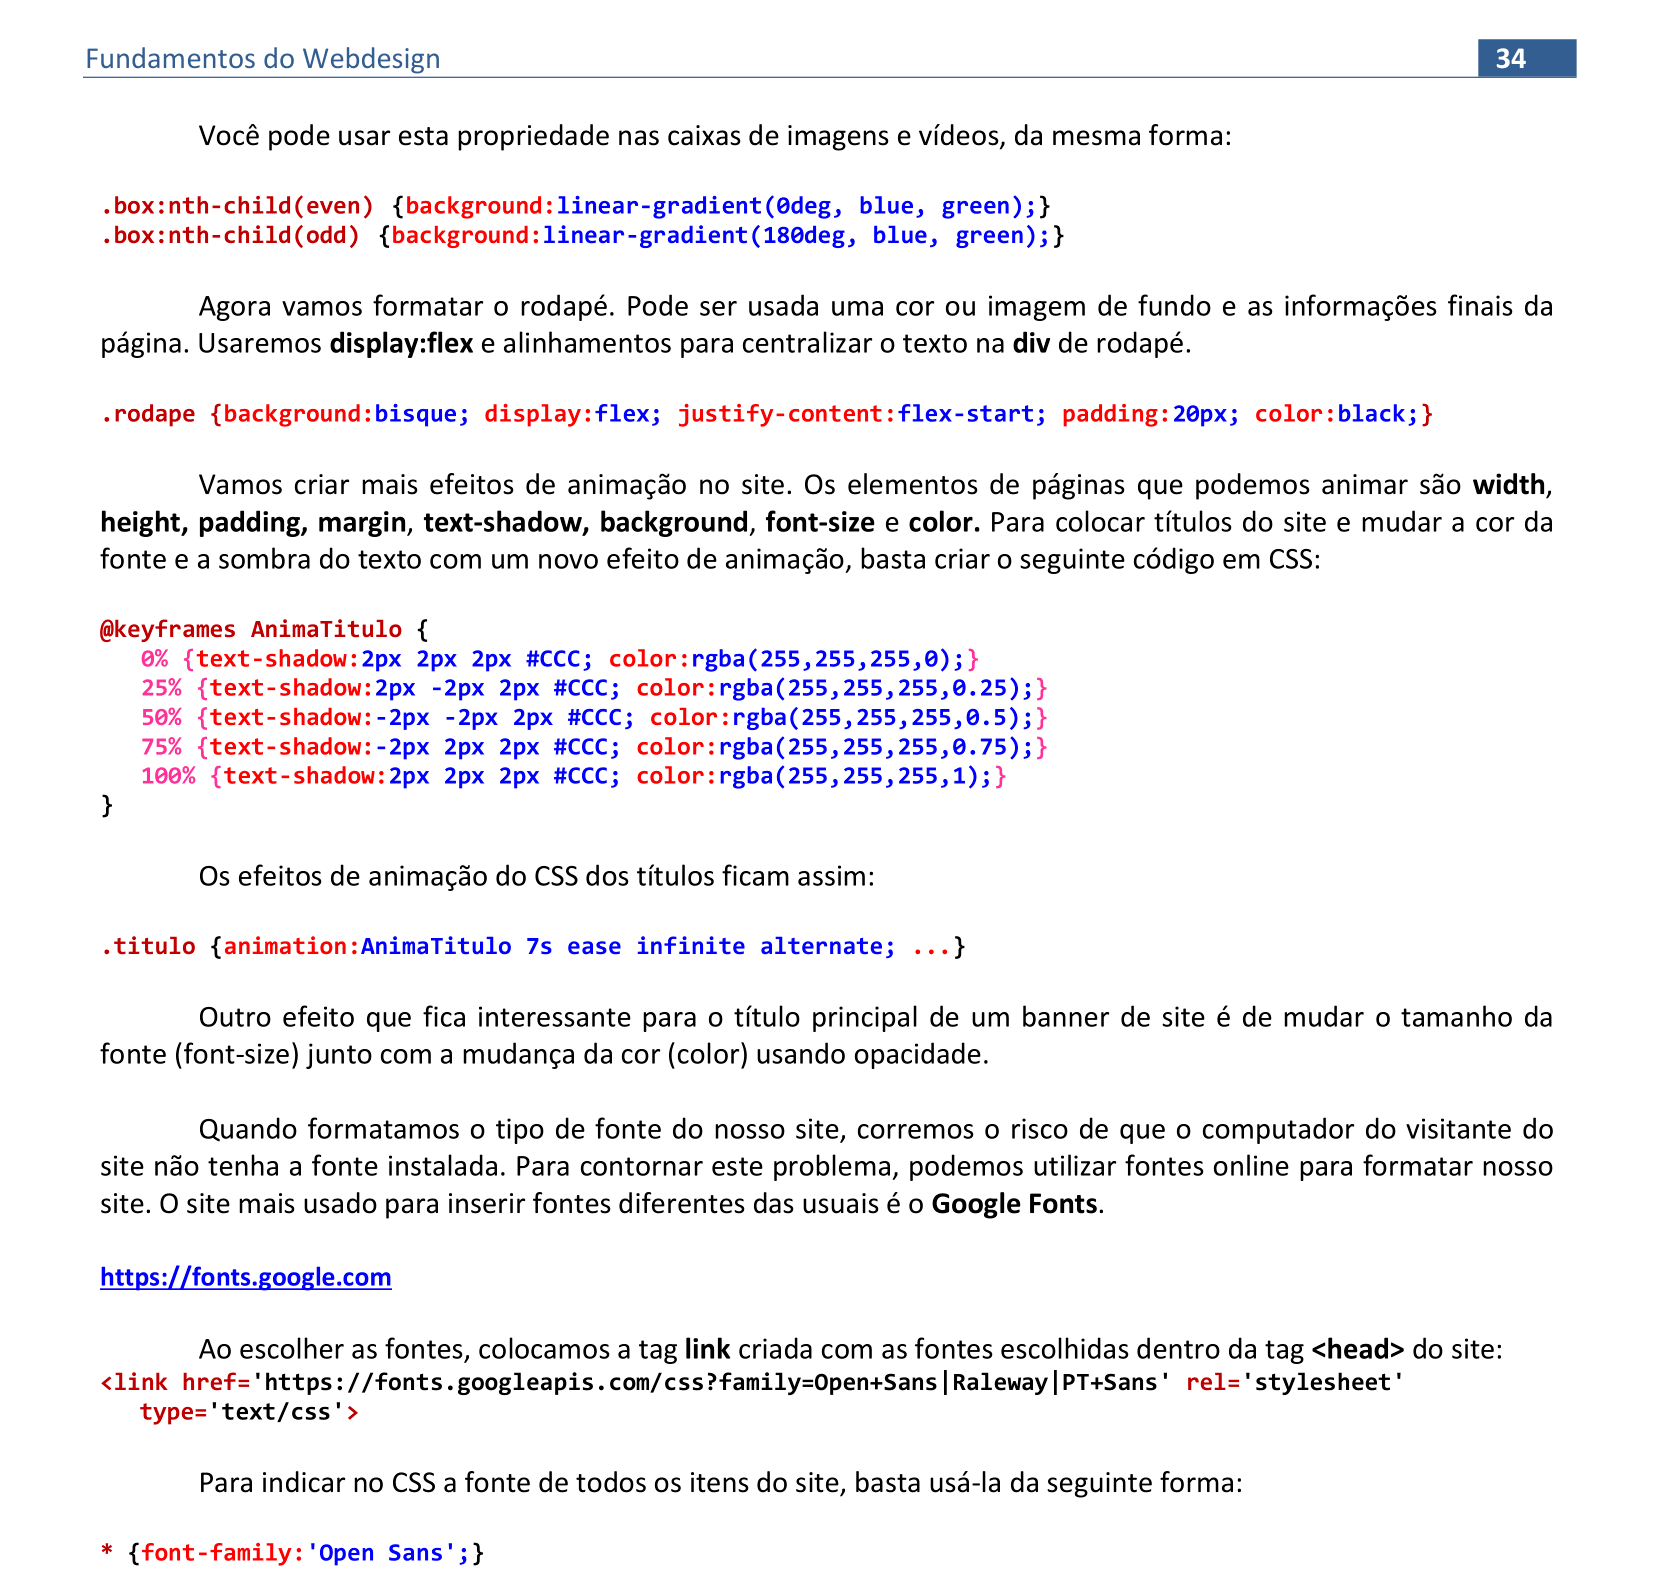 Fundamentos do Webdesign 34
Você pode usar esta propriedade nas caixas de imagens e vídeos, da mesma forma:
.box:nth-child(even) {background:linear-gradient(0deg, blue, green);}
.box:nth-child(odd) {background:linear-gradient(180deg, blue, green);}
Agora vamos formatar o rodapé. Pode ser usada uma cor ou imagem de fundo e as informações finais da
página. Usaremos display:flex e alinhamentos para centralizar o texto na div de rodapé.
.rodape {background:bisque; display:flex; justify-content:flex-start; padding:20px; color:black;}
Vamos criar mais efeitos de animação no site. Os elementos de páginas que podemos animar são width,
height, padding, margin, text-shadow, background, font-size e color. Para colocar títulos do site e mudar a cor da
fonte e a sombra do texto com um novo efeito de animação, basta criar o seguinte código em CSS:
@keyframes AnimaTitulo {
0% {text-shadow:2px 2px 2px #CCC; color:rgba(255,255,255,0);}
25% {text-shadow:2px -2px 2px #CCC; color:rgba(255,255,255,0.25);}
50% {text-shadow:-2px -2px 2px #CCC; color:rgba(255,255,255,0.5);}
75% {text-shadow:-2px 2px 2px #CCC; color:rgba(255,255,255,0.75);}
100% {text-shadow:2px 2px 2px #CCC; color:rgba(255,255,255,1);}
}
Os efeitos de animação do CSS dos títulos ficam assim:
.titulo {animation:AnimaTitulo 7s ease infinite alternate; ...}
Outro efeito que fica interessante para o título principal de um banner de site é de mudar o tamanho da
fonte (font-size) junto com a mudança da cor (color) usando opacidade.
Quando formatamos o tipo de fonte do nosso site, corremos o risco de que o computador do visitante do
site não tenha a fonte instalada. Para contornar este problema, podemos utilizar fontes online para formatar nosso
site. O site mais usado para inserir fontes diferentes das usuais é o Google Fonts.
https://fonts.google.com
Ao escolher as fontes, colocamos a tag link criada com as fontes escolhidas dentro da tag <head> do site:
<link href='https://fonts.googleapis.com/css?family=Open+Sans|Raleway|PT+Sans' rel='stylesheet'
type='text/css'>
Para indicar no CSS a fonte de todos os itens do site, basta usá-la da seguinte forma:
* {font-family:'Open Sans';}